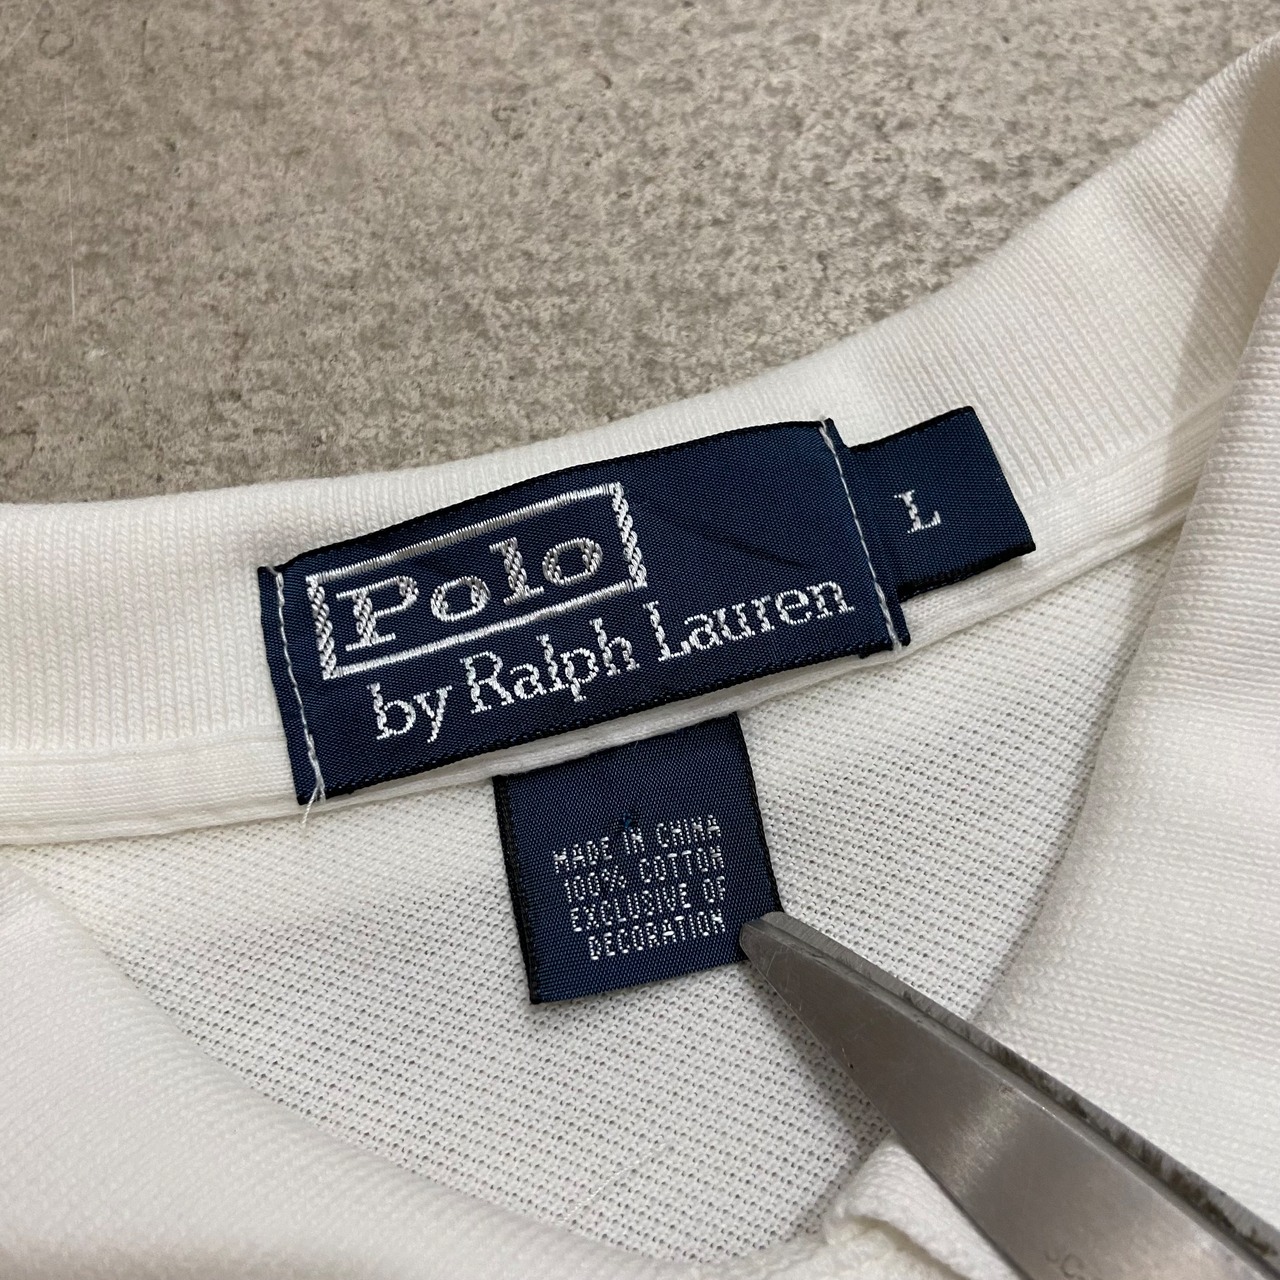 Polo
by Ralph Lauren
L
MADE IN CHINA
100% COTTON
EXCLUSIVE OF
DECORATION